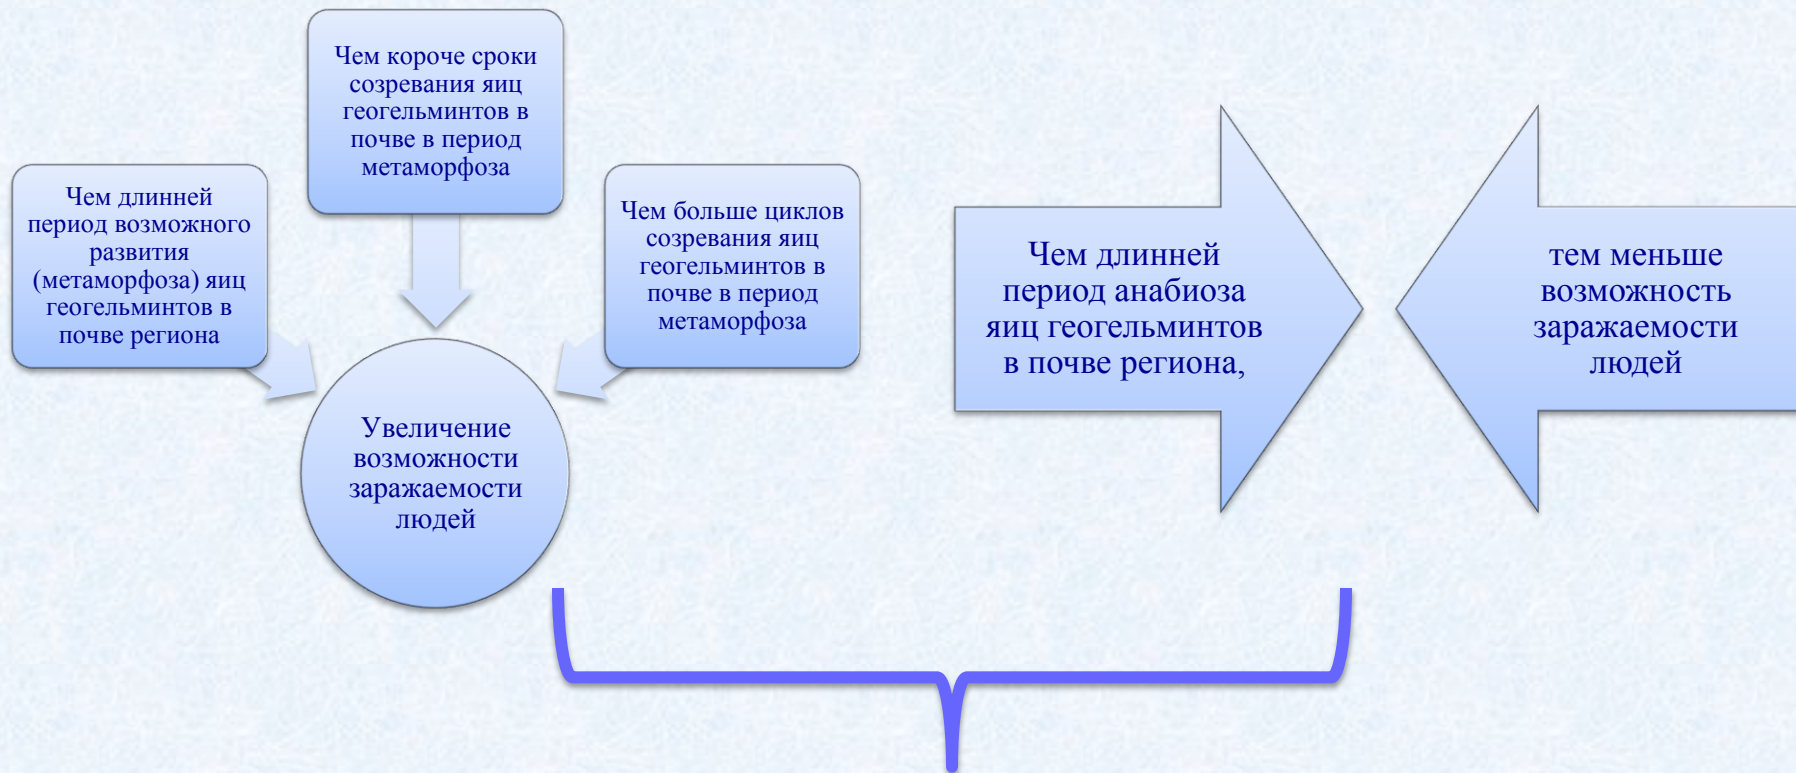 Чем короче сроки
созревания яиц
геогельминтов в
почве в период
метаморфоза
Чем длинней
период возможного
развития
(метаморфоза) яиц
геогельминтов в
почве региона
Чем больше циклов
созревания яиц
геогельминтов в
почве в период
метаморфоза
Увеличение
возможности
заражаемости
людей
Чем длинней
период анабиоза
яиц геогельминтов
в почве региона,
тем меньше
возможность
заражаемости
людей